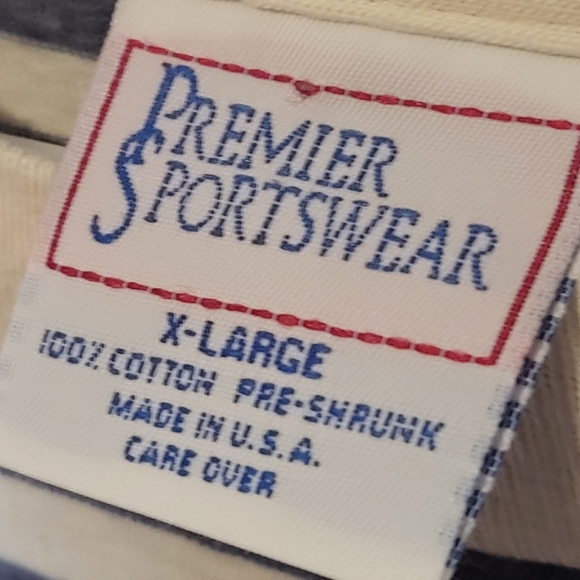 PREMIER
SPORTSWEAR
X-LARGE
100% COTTON PRE-SHRUNK
MADE IN U.S.A.
CARE OVER